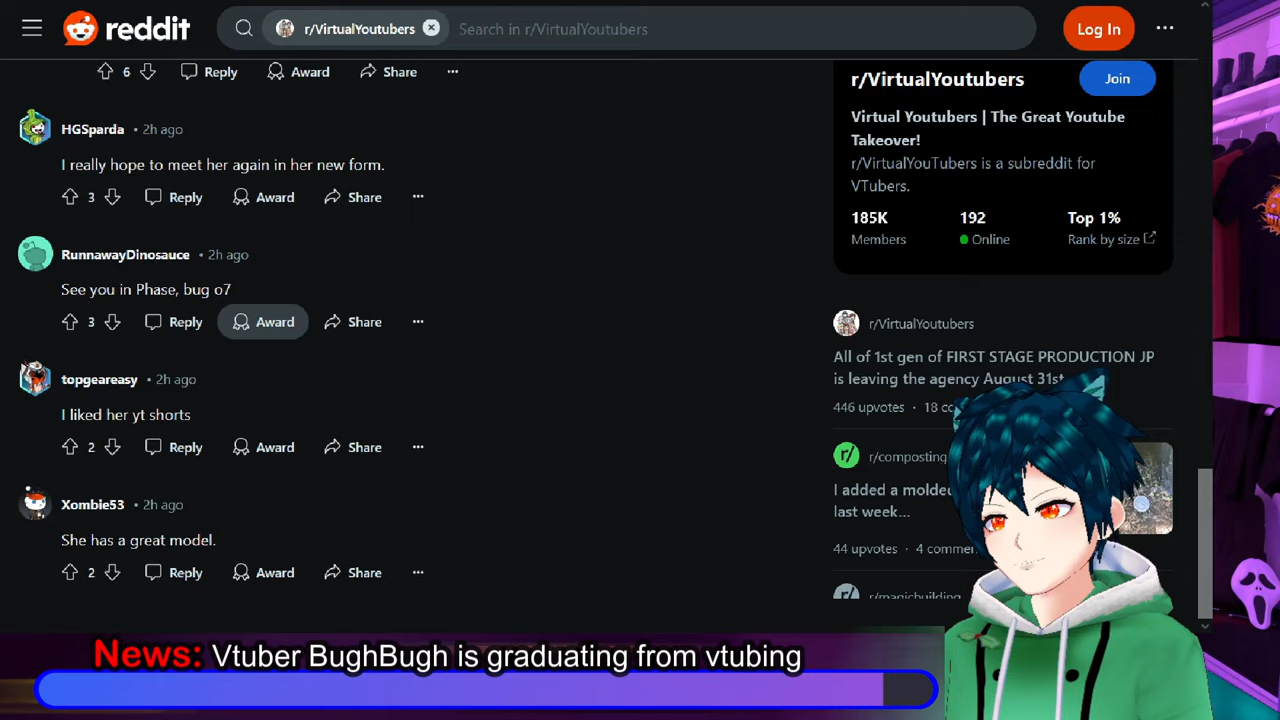 reddit
r/VirtualYoutubers
Search in r/VirtualYoutubers
Log In
6 Reply Award Share
HGSparda • 2h ago
I really hope to meet her again in her new form.
3 Reply Award Share
RunnawayDinosauce • 2h ago
See you in Phase, bug o7
3 Reply Award Share
topgeareasy • 2h ago
I liked her yt shorts
2 Reply Award Share
Xombie53 • 2h ago
She has a great model.
2 Reply Award Share
r/VirtualYoutubers
Join
Virtual Youtubers | The Great Youtube
Takeover!
r/VirtualYouTubers is a subreddit for
VTubers.
185K 192 Top 1%
Members Online Rank by size
r/VirtualYoutubers
All of 1st gen of FIRST STAGE PRODUCTION JP
is leaving the agency August 31st
446 upvotes • 18
r/
r/composting
I added a
last week...
44 upvotes • 4
r/
r/magicbuilding
News: Vtuber BughBugh is graduating from vtubing